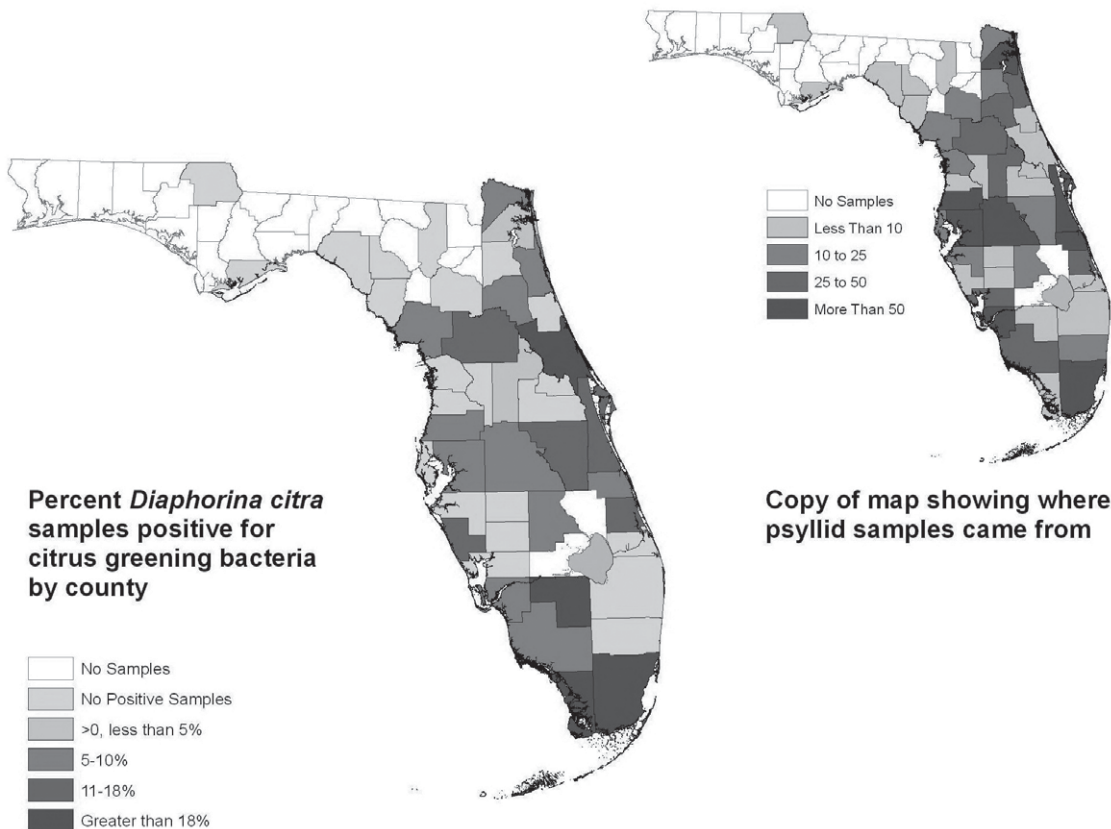 Percent Diaphorina citra
samples positive for
citrus greening bacteria
by county
No Samples
No Positive Samples
>0, less than 5%
5-10%
11-18%
Greater than 18%
No Samples
Less Than 10
10 to 25
25 to 50
More Than 50
Copy of map showing where
psyllid samples came from